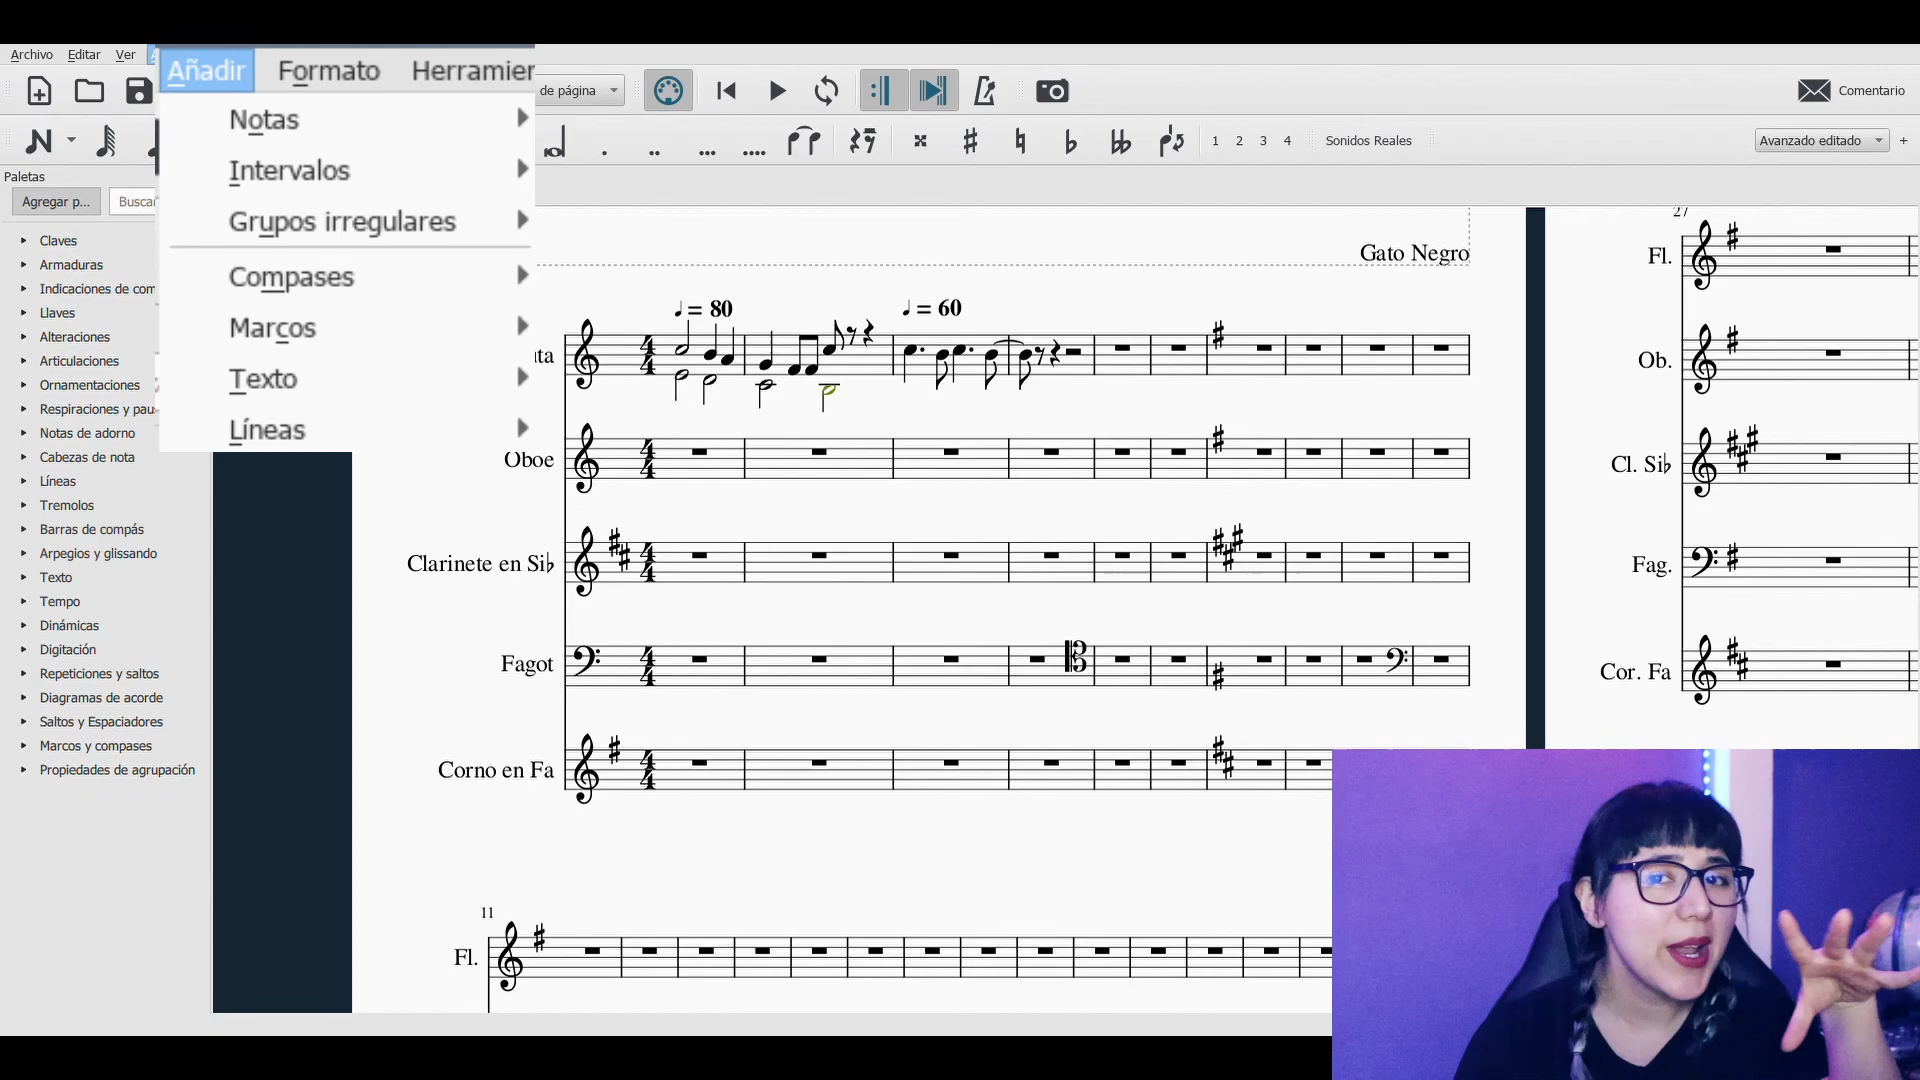 Archivo Editar Ver
Añadir Formato Herramien
Notas
Intervalos
Grupos irregulares
Compases
Marcos
Texto
Líneas
de página
Comentario
1 2 3 4 Sonidos Reales
Avanzado editado +
Paletas
Agregar p...
Claves
Armaduras
Indicaciones de com
Llaves
Alteraciones
Articulaciones
Ornamentaciones
Respiraciones y pau
Notas de adorno
Cabezas de nota
Líneas
Tremolos
Barras de compás
Arpegios y glissando
Texto
Tempo
Dinámicas
Digitación
Repeticiones y saltos
Diagramas de acorde
Saltos y Espaciadores
Marcos y compases
Propiedades de agrupación
Gato Negro
♩= 80
♩= 60
Oboe
Clarinete en Si♭
Fagot
Corno en Fa
11
Fl.
27
Fl.
Ob.
Cl. Si♭
Fag.
Cor. Fa